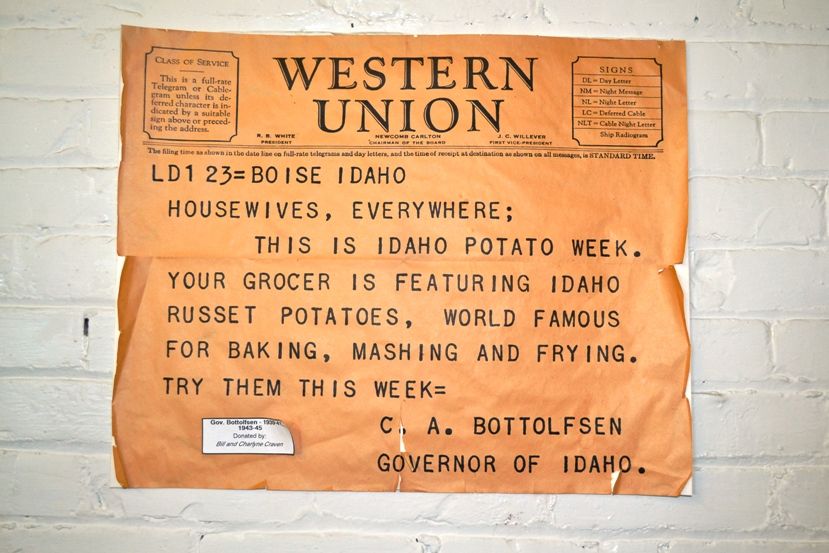 CLASS OF SERVICE
This is a full-rate
Telegram or Cable-
gram unless its de-
ferred character is in-
dicated by a suitable
sign above or preced-
ing the address.
WESTERN
UNION
R. B. WHITE
PRESIDENT
NEWCOMB CARLTON
CHAIRMAN OF THE BOARD
J. C. WILLEVER
FIRST VICE-PRESIDENT
SIGNS
DL = Day Letter
NM = Night Message
NL = Night Letter
LC = Deferred Cable
NLT = Cable Night Letter
Ship Radiogram
The filing time as shown in the date line on full-rate telegrams and day letters, and the time of receipt at destination as shown on all messages, is STANDARD TIME.
LD1 23=BOISE IDAHO
HOUSEWIVES, EVERYWHERE;
THIS IS IDAHO POTATO WEEK.
YOUR GROCER IS FEATURING IDAHO
RUSSET POTATOES, WORLD FAMOUS
FOR BAKING, MASHING AND FRYING.
TRY THEM THIS WEEK=
C. A. BOTTOLFSEN
GOVERNOR OF IDAHO.
Gov. Bottolfsen - 1939-41
1943-45
Donated by:
Bill and Charlyne Craven